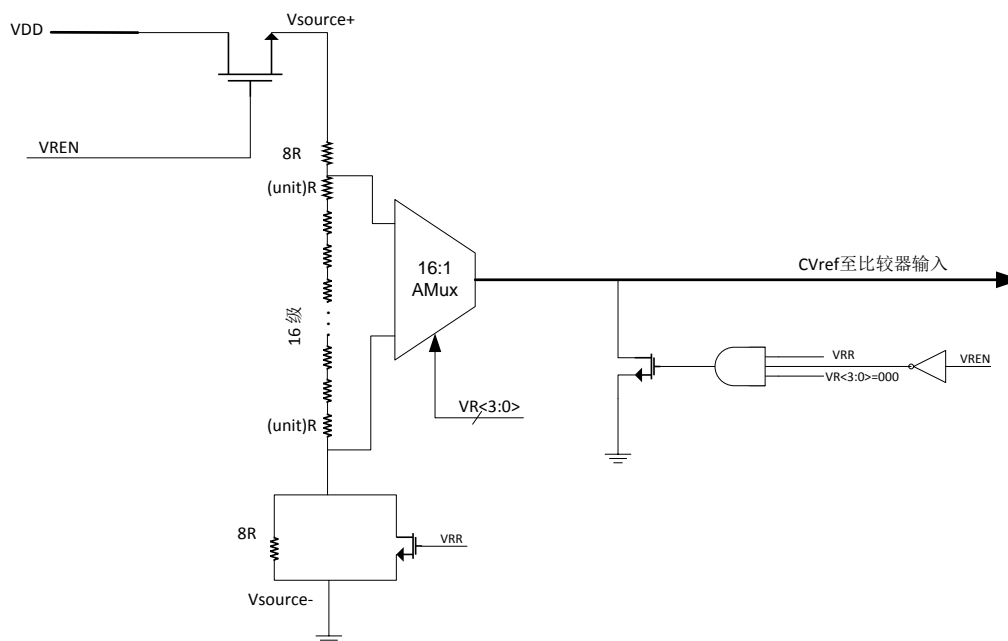 Vsource+
VDD
VREN
8R
(unit)R
16:1
AMux
CVref至比较器输入
16 级
VRR
VREN
VR<3:0>=000
VR<3:0>
(unit)R
8R
VRR
Vsource-